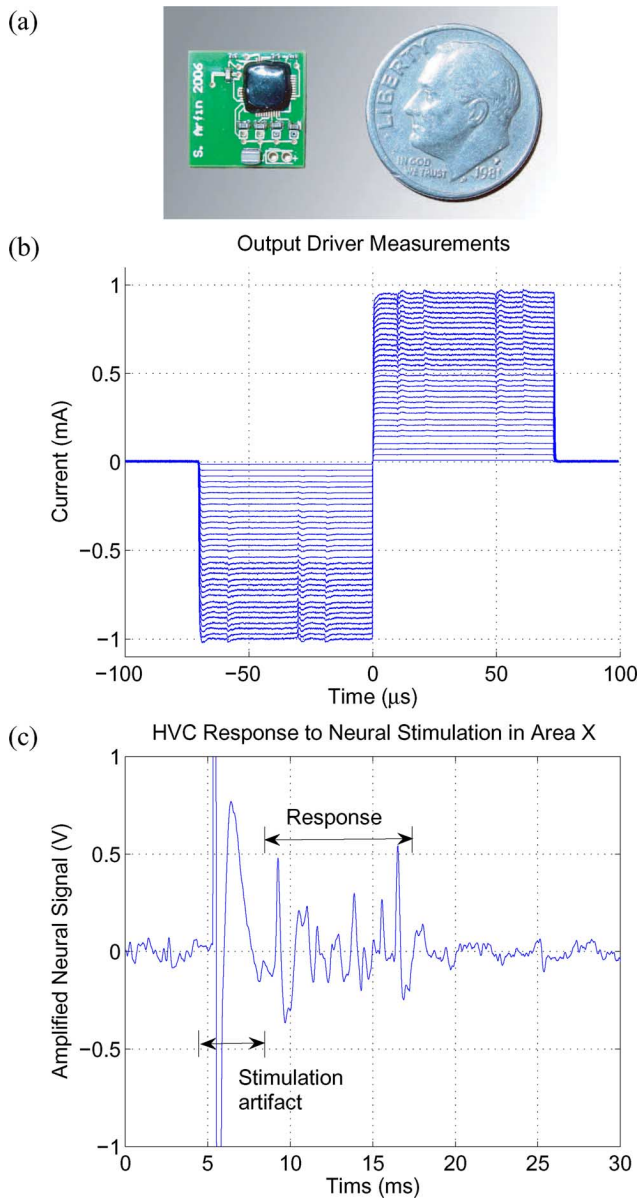 (a)
S. Arfin 2006
LIBERTY
IN GOD
WE TRUST
1981
(b)
Output Driver Measurements
1
0.5
0
−0.5
−1
Current (mA)
−100
−50
0
50
100
Time (μs)
(c)
HVC Response to Neural Stimulation in Area X
1
0.5
0
−0.5
−1
Amplified Neural Signal (V)
Response
Stimulation
artifact
0
5
10
15
20
25
30
Tims (ms)